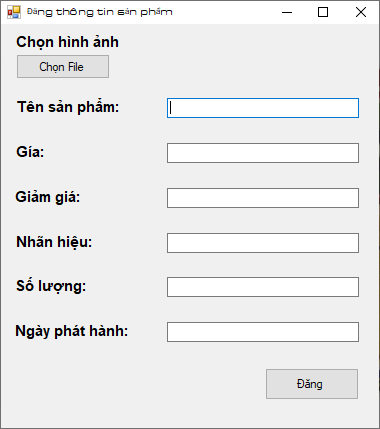 Đăng thông tin sản phẩm
Chọn hình ảnh
Chọn File
Tên sản phẩm:
Gía:
Giảm giá:
Nhãn hiệu:
Số lượng:
Ngày phát hành:
Đăng